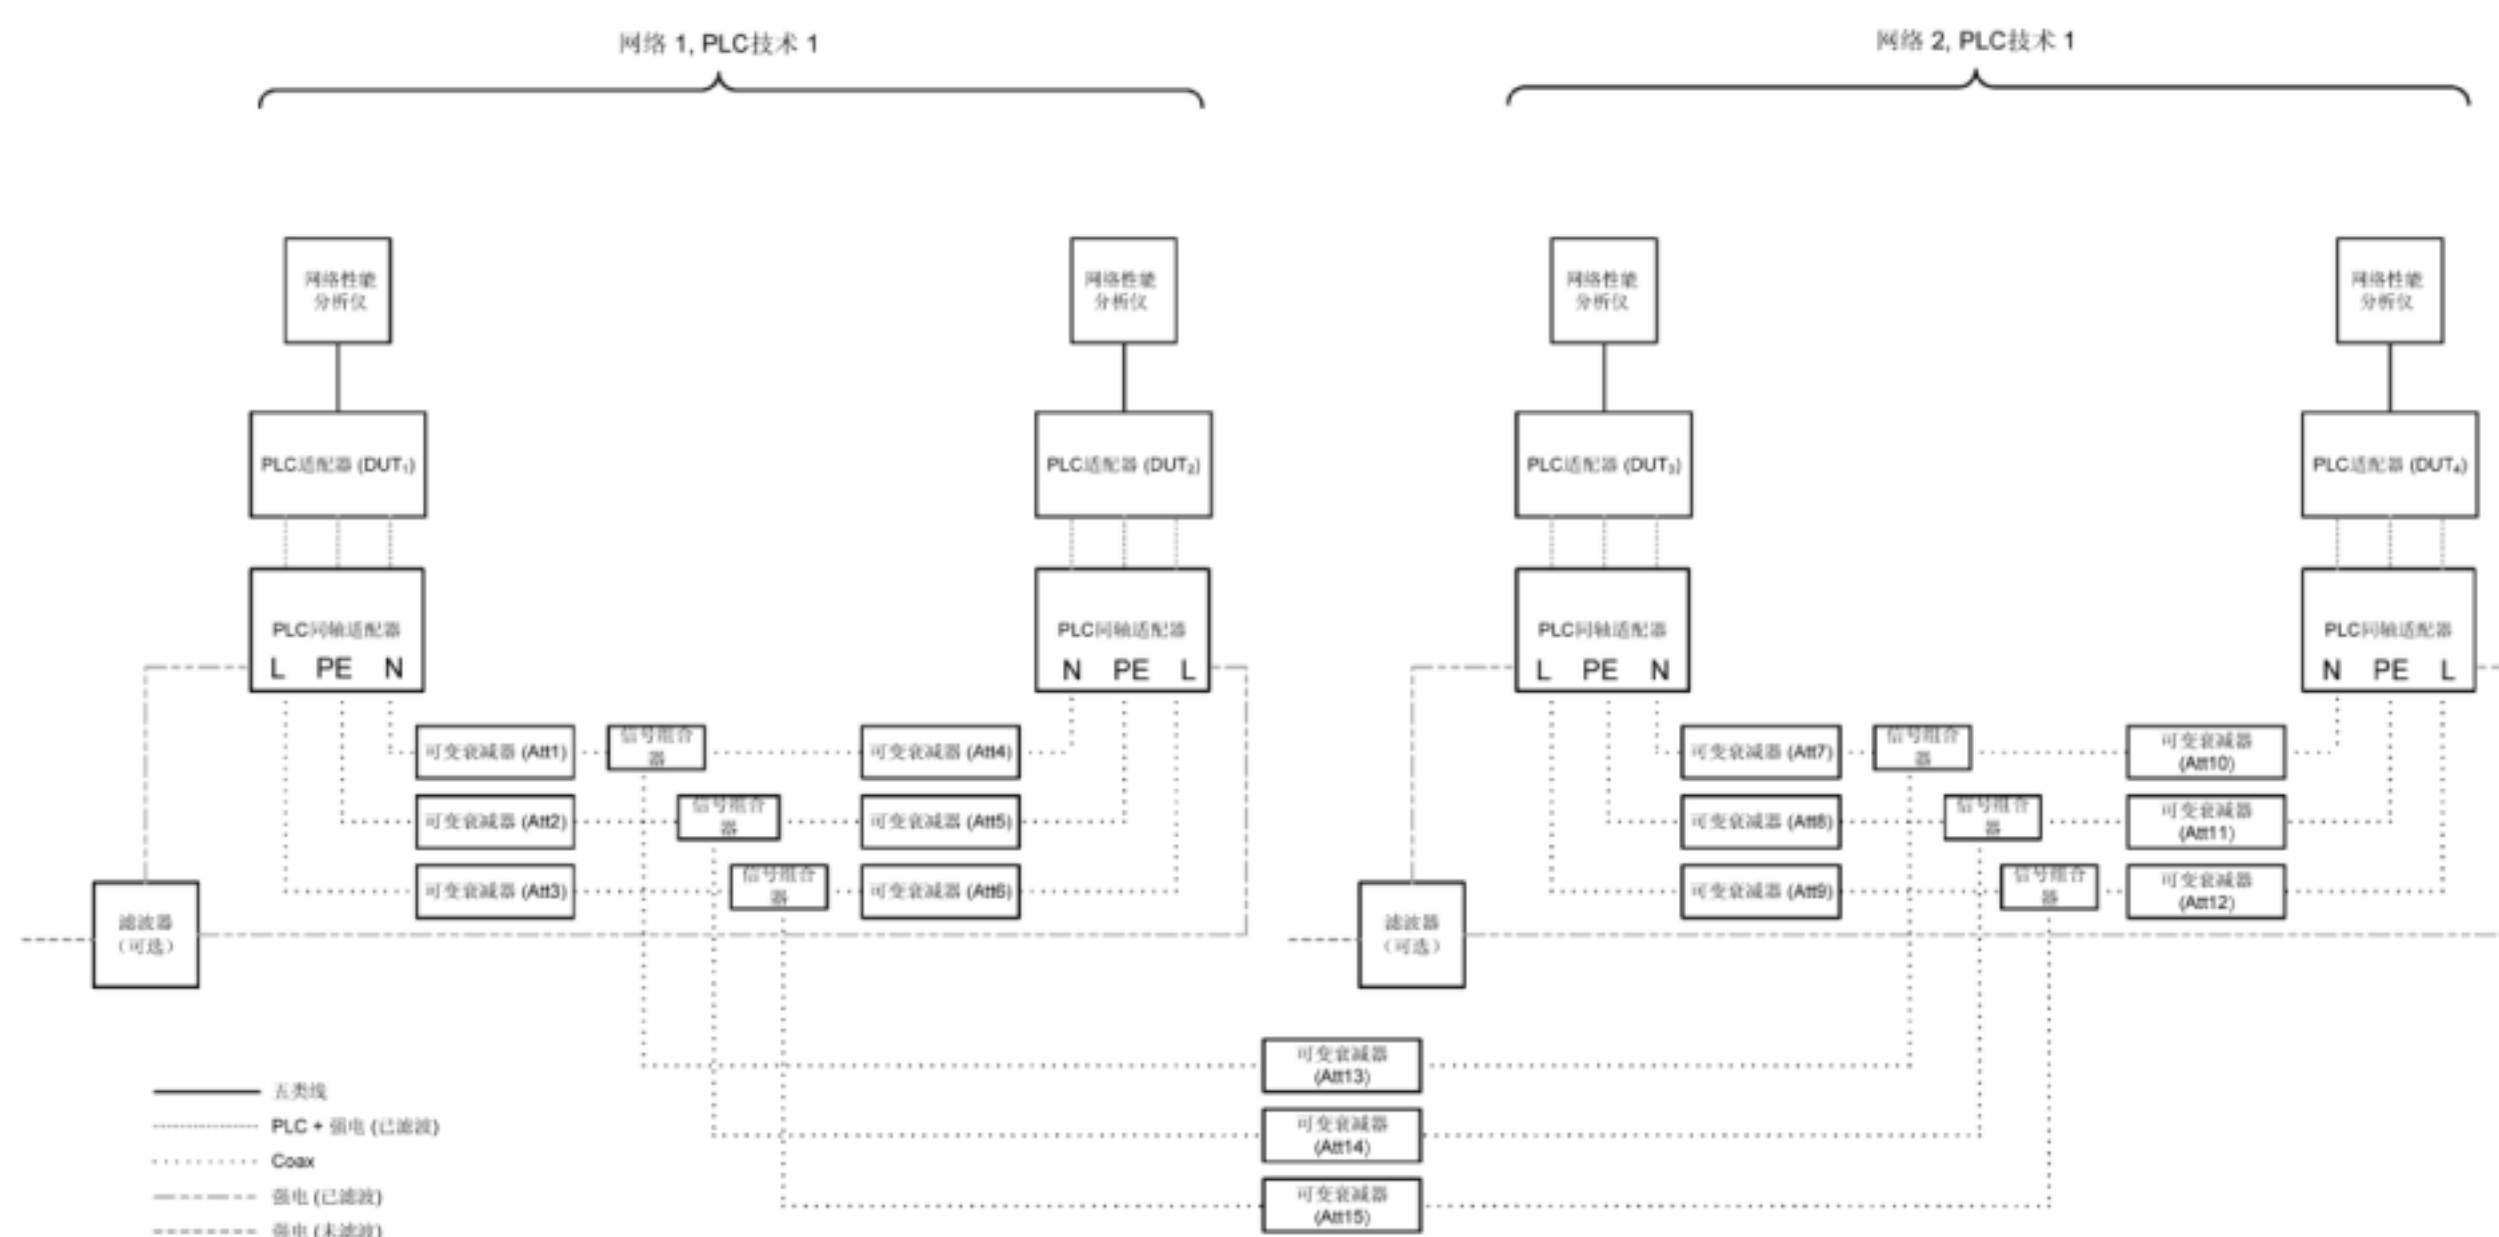 网络 1, PLC技术 1
网络 2, PLC技术 1
网络性能
分析仪
网络性能
分析仪
网络性能
分析仪
网络性能
分析仪
PLC适配器 (DUT₁)
PLC适配器 (DUT₂)
PLC适配器 (DUT₃)
PLC适配器 (DUT₄)
PLC同轴适配器
L PE N
PLC同轴适配器
N PE L
PLC同轴适配器
L PE N
PLC同轴适配器
N PE L
可变衰减器 (Att1)
信号组合
器
可变衰减器 (Att4)
可变衰减器 (Att7)
信号组合
器
可变衰减器
(Att10)
可变衰减器 (Att2)
信号组合
器
可变衰减器 (Att5)
可变衰减器 (Att8)
信号组合
器
可变衰减器
(Att11)
可变衰减器 (Att3)
信号组合
器
可变衰减器 (Att6)
可变衰减器 (Att9)
信号组合
器
可变衰减器
(Att12)
滤波器
（可选）
滤波器
（可选）
可变衰减器
(Att13)
可变衰减器
(Att14)
可变衰减器
(Att15)
五类线
PLC + 强电 (已滤波)
Coax
强电 (已滤波)
强电 (未滤波)